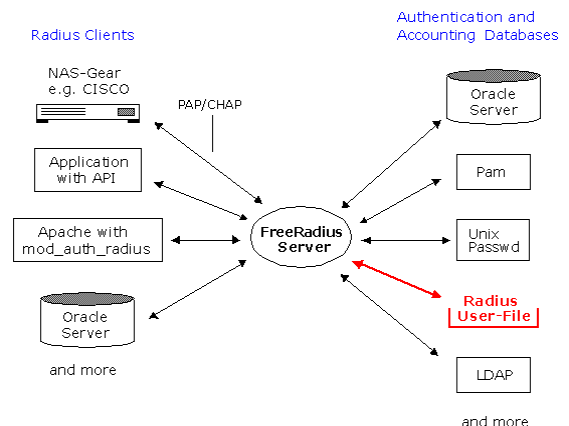 Radius Clients
Authentication and
Accounting Databases
NAS-Gear
e.g. CISCO
PAP/CHAP
Application
with API
Apache with
mod_auth_radius
Oracle
Server
and more
FreeRadius
Server
Oracle
Server
Pam
Unix
Passwd
Radius
User-File
LDAP
and more